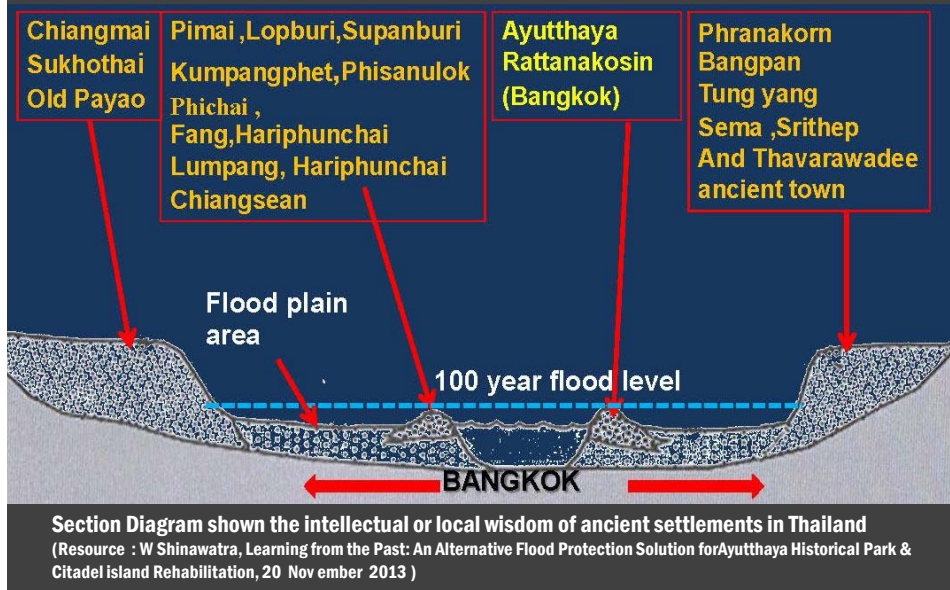 Chiangmai
Sukhothai
Old Payao
Pimai ,Lopburi,Supanburi
Kumpangphet,Phisanulok
Phichai ,
Fang,Hariphunchai
Lumpang, Hariphunchai
Chiangsean
Ayutthaya
Rattanakosin
(Bangkok)
Phranakorn
Bangpan
Tung yang
Sema ,Srithep
And Thavarawadee
ancient town
Flood plain
area
100 year flood level
BANGKOK
Section Diagram shown the intellectual or local wisdom of ancient settlements in Thailand
(Resource : W Shinawatra, Learning from the Past: An Alternative Flood Protection Solution forAyutthaya Historical Park &
Citadel island Rehabilitation, 20 Nov ember 2013 )